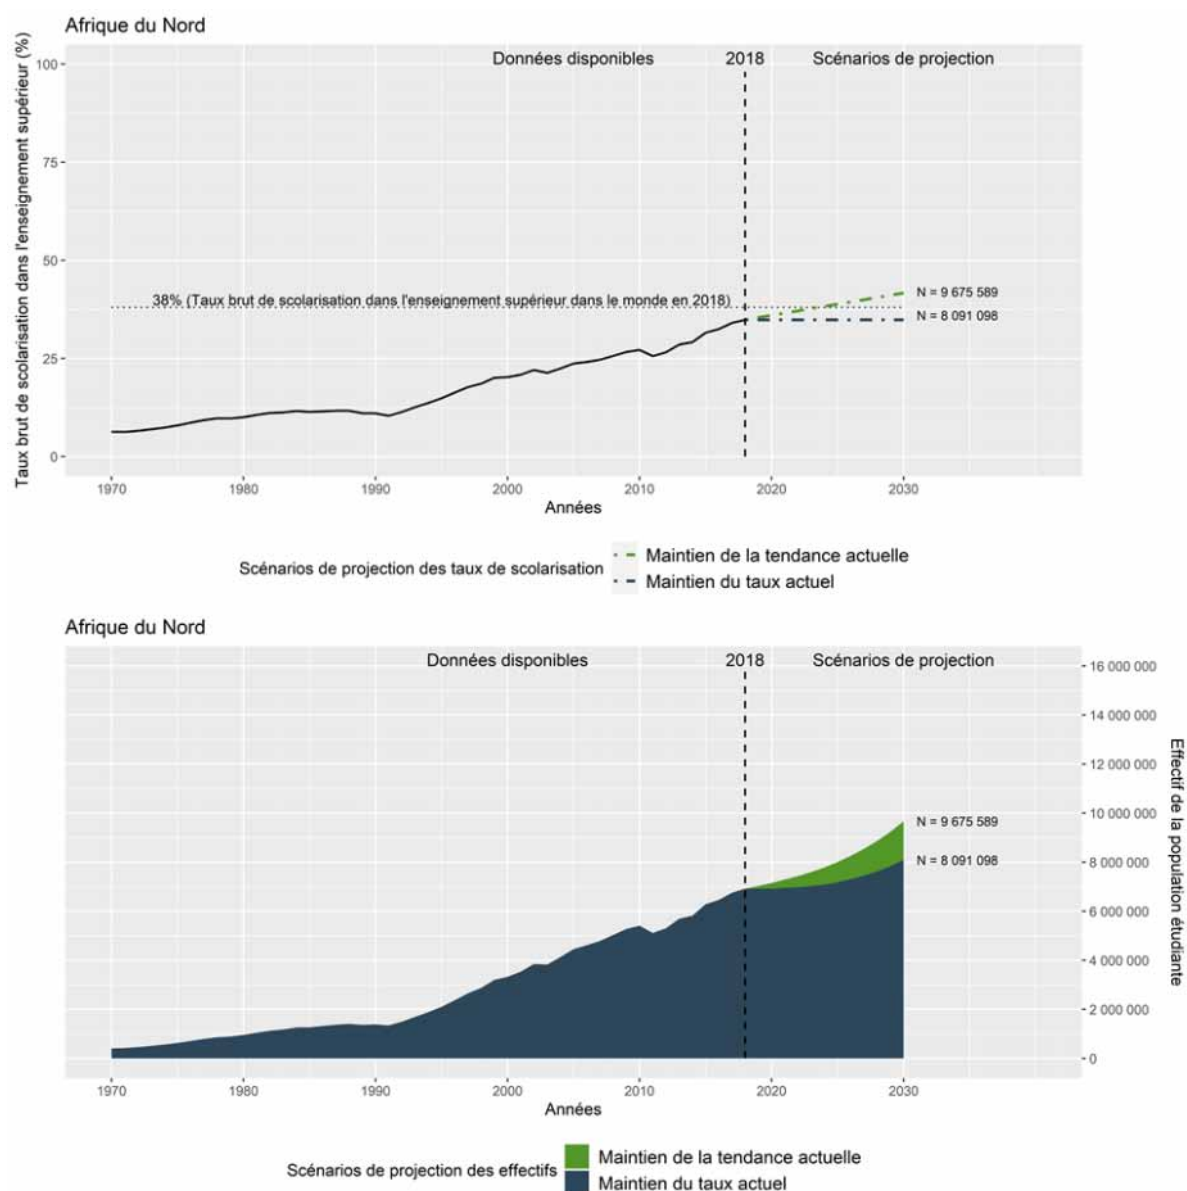 Afrique du Nord
Taux brut de scolarisation dans l'enseignement supérieur (%)
Données disponibles
2018
Scénarios de projection
100
75
50
25
0
38% (Taux brut de scolarisation dans l'enseignement supérieur dans le monde en 2018)
N = 9 675 589
N = 8 091 098
1970 1980 1990 2000 2010 2020 2030
Années
Scénarios de projection des taux de scolarisation
Maintien de la tendance actuelle
Maintien du taux actuel
Afrique du Nord
Données disponibles
2018
Scénarios de projection
16 000 000
14 000 000
12 000 000
10 000 000
8 000 000
6 000 000
4 000 000
2 000 000
0
Effectif de la population étudiante
N = 9 675 589
N = 8 091 098
1970 1980 1990 2000 2010 2020 2030
Années
Scénarios de projection des effectifs
Maintien de la tendance actuelle
Maintien du taux actuel